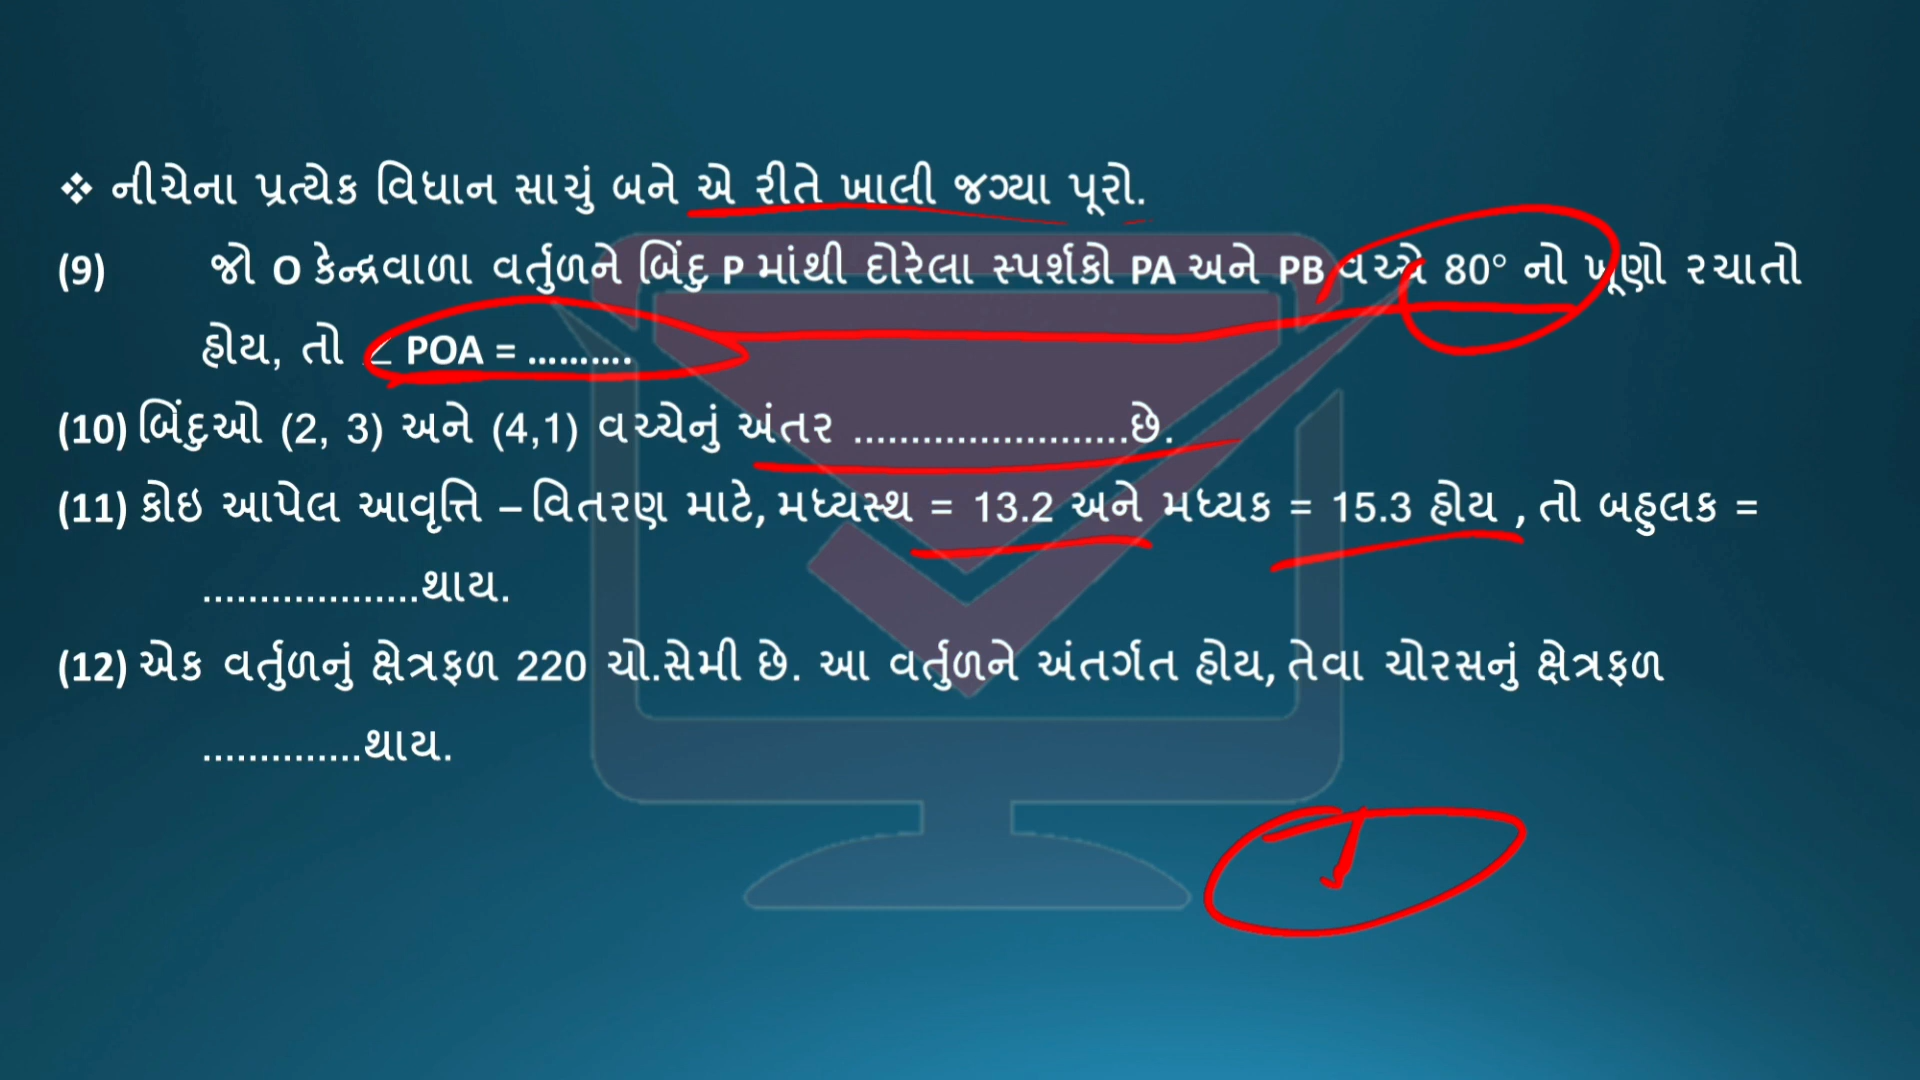 ❖ નીચેના પ્રત્યેક વિધાન સાચું બને એ રીતે ખાલી જગ્યા પૂરો.
(9) જો O કેન્દ્રવાળા વર્તુળને બિંદુ P માંથી દોરેલા સ્પર્શકો PA અને PB વચ્ચે 80° નો ખૂણો રચાતો
હોય, તો ∠ POA = ..........
(10) બિંદુઓ (2, 3) અને (4,1) વચ્ચેનું અંતર ........................છે.
(11) કોઇ આપેલ આવૃત્તિ – વિતરણ માટે, મધ્યસ્થ = 13.2 અને મધ્યક = 15.3 હોય , તો બહુલક =
...................થાય.
(12) એક વર્તુળનું ક્ષેત્રફળ 220 ચો.સેમી છે. આ વર્તુળને અંતર્ગત હોય, તેવા ચોરસનું ક્ષેત્રફળ
..............થાય.